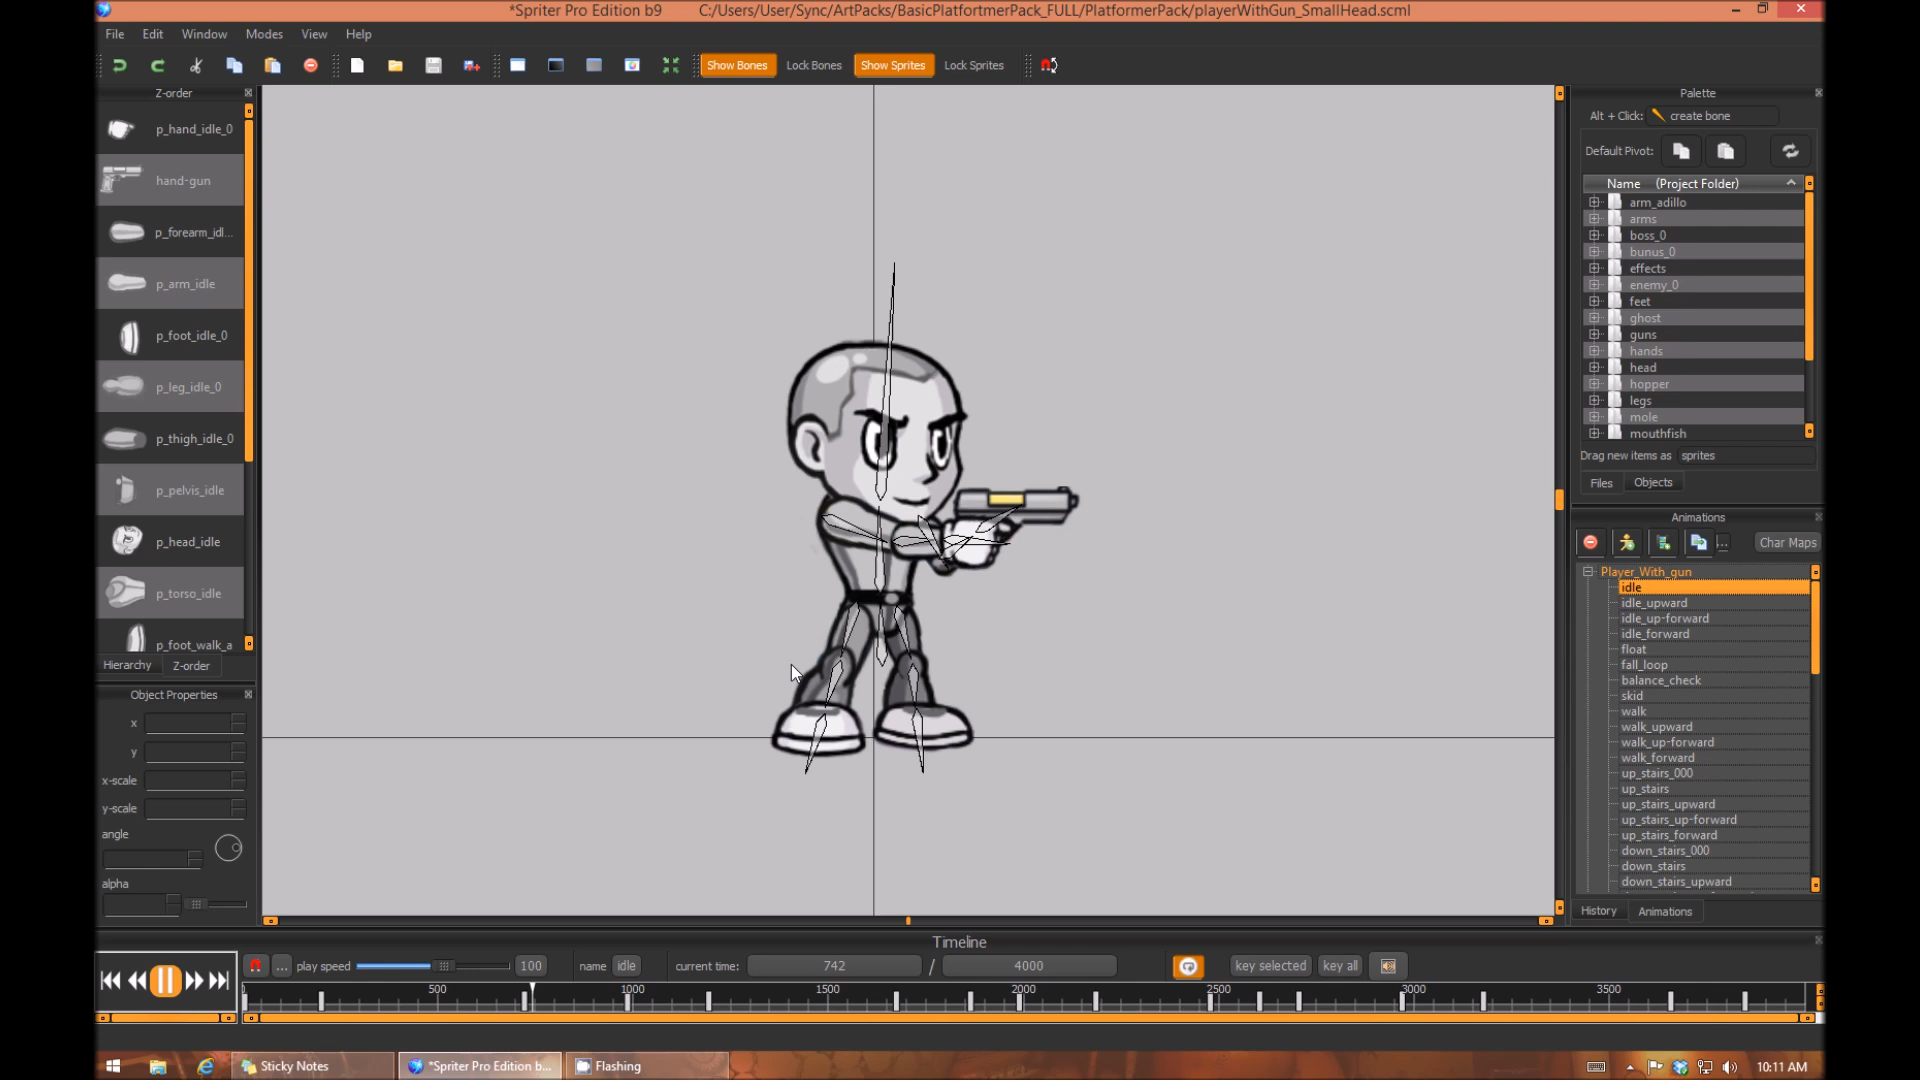 *Spriter Pro Edition b9 C:/Users/User/Sync/ArtPacks/BasicPlatfortmerPack_FULL/PlatformerPack/playerWithGun_SmallHead.scml
File Edit Window Modes View Help
Show Bones Lock Bones Show Sprites Lock Sprites
Z-order
p_hand_idle_0
hand-gun
p_forearm_idl...
p_arm_idle
p_foot_idle_0
p_leg_idle_0
p_thigh_idle_0
p_pelvis_idle
p_head_idle
p_torso_idle
p_foot_walk_a
Hierarchy Z-order
Object Properties
x
y
x-scale
y-scale
angle
alpha
Palette
Alt + Click: create bone
Default Pivot:
Name (Project Folder)
arm_adillo
arms
boss_0
bunus_0
effects
enemy_0
feet
ghost
guns
hands
head
hopper
legs
mole
mouthfish
Drag new items as sprites
Files Objects
Animations
... Char Maps
Player_With_gun
idle
idle_upward
idle_up-forward
idle_forward
float
fall_loop
balance_check
skid
walk
walk_upward
walk_up-forward
walk_forward
up_stairs_000
up_stairs
up_stairs_upward
up_stairs_up-forward
up_stairs_forward
down_stairs_000
down_stairs
down_stairs_upward
History Animations
Timeline
... play speed 100 name idle current time: 742 / 4000 key selected key all
500 1000 1500 2000 2500 3000 3500
Sticky Notes *Spriter Pro Edition b... Flashing 10:11 AM